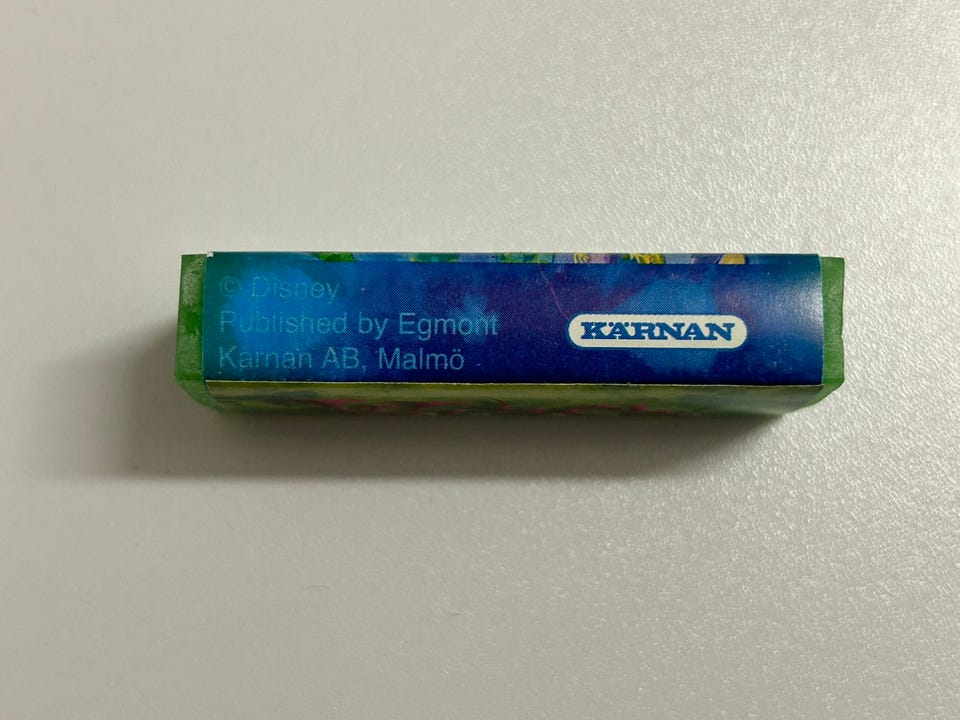 © Disney
Published by Egmont
Kärnan AB, Malmö
KÄRNAN